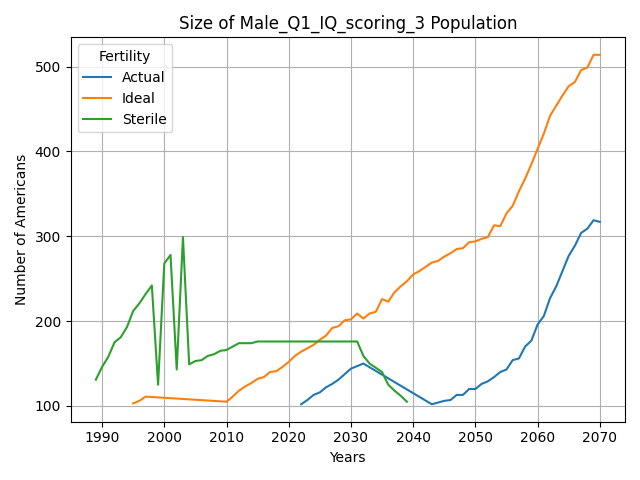 Size of Male_Q1_IQ_scoring_3 Population
Fertility
Actual
Ideal
Sterile
Number of Americans
500
400
300
200
100
1990
2000
2010
2020
2030
2040
2050
2060
2070
Years